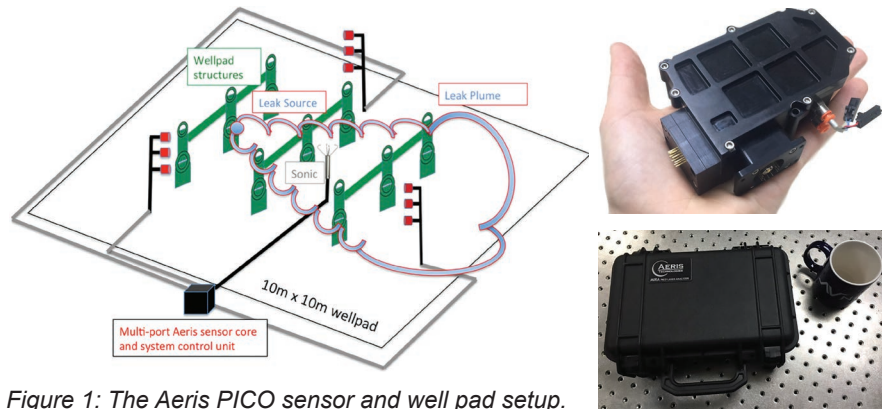 Wellpad
structures
Leak Source
Leak Plume
Sonic
10m x 10m wellpad
Multi-port Aeris sensor core
and system control unit
AERIS
TECHNOLOGIES
Figure 1: The Aeris PICO sensor and well pad setup.